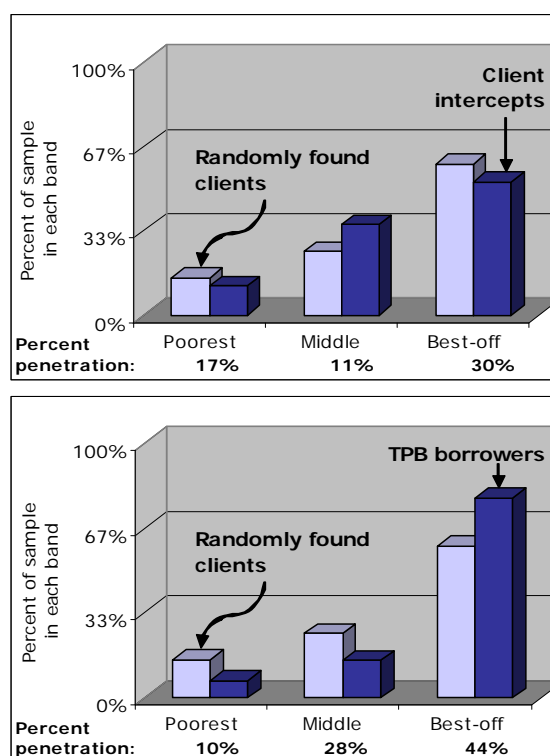 100%
67%
33%
0%
Percent of sample
in each band
Client
intercepts
Randomly found
clients
Poorest Middle Best-off
Percent
penetration: 17% 11% 30%
100%
67%
33%
0%
Percent of sample
in each band
TPB borrowers
Randomly found
clients
Poorest Middle Best-off
Percent
penetration: 10% 28% 44%